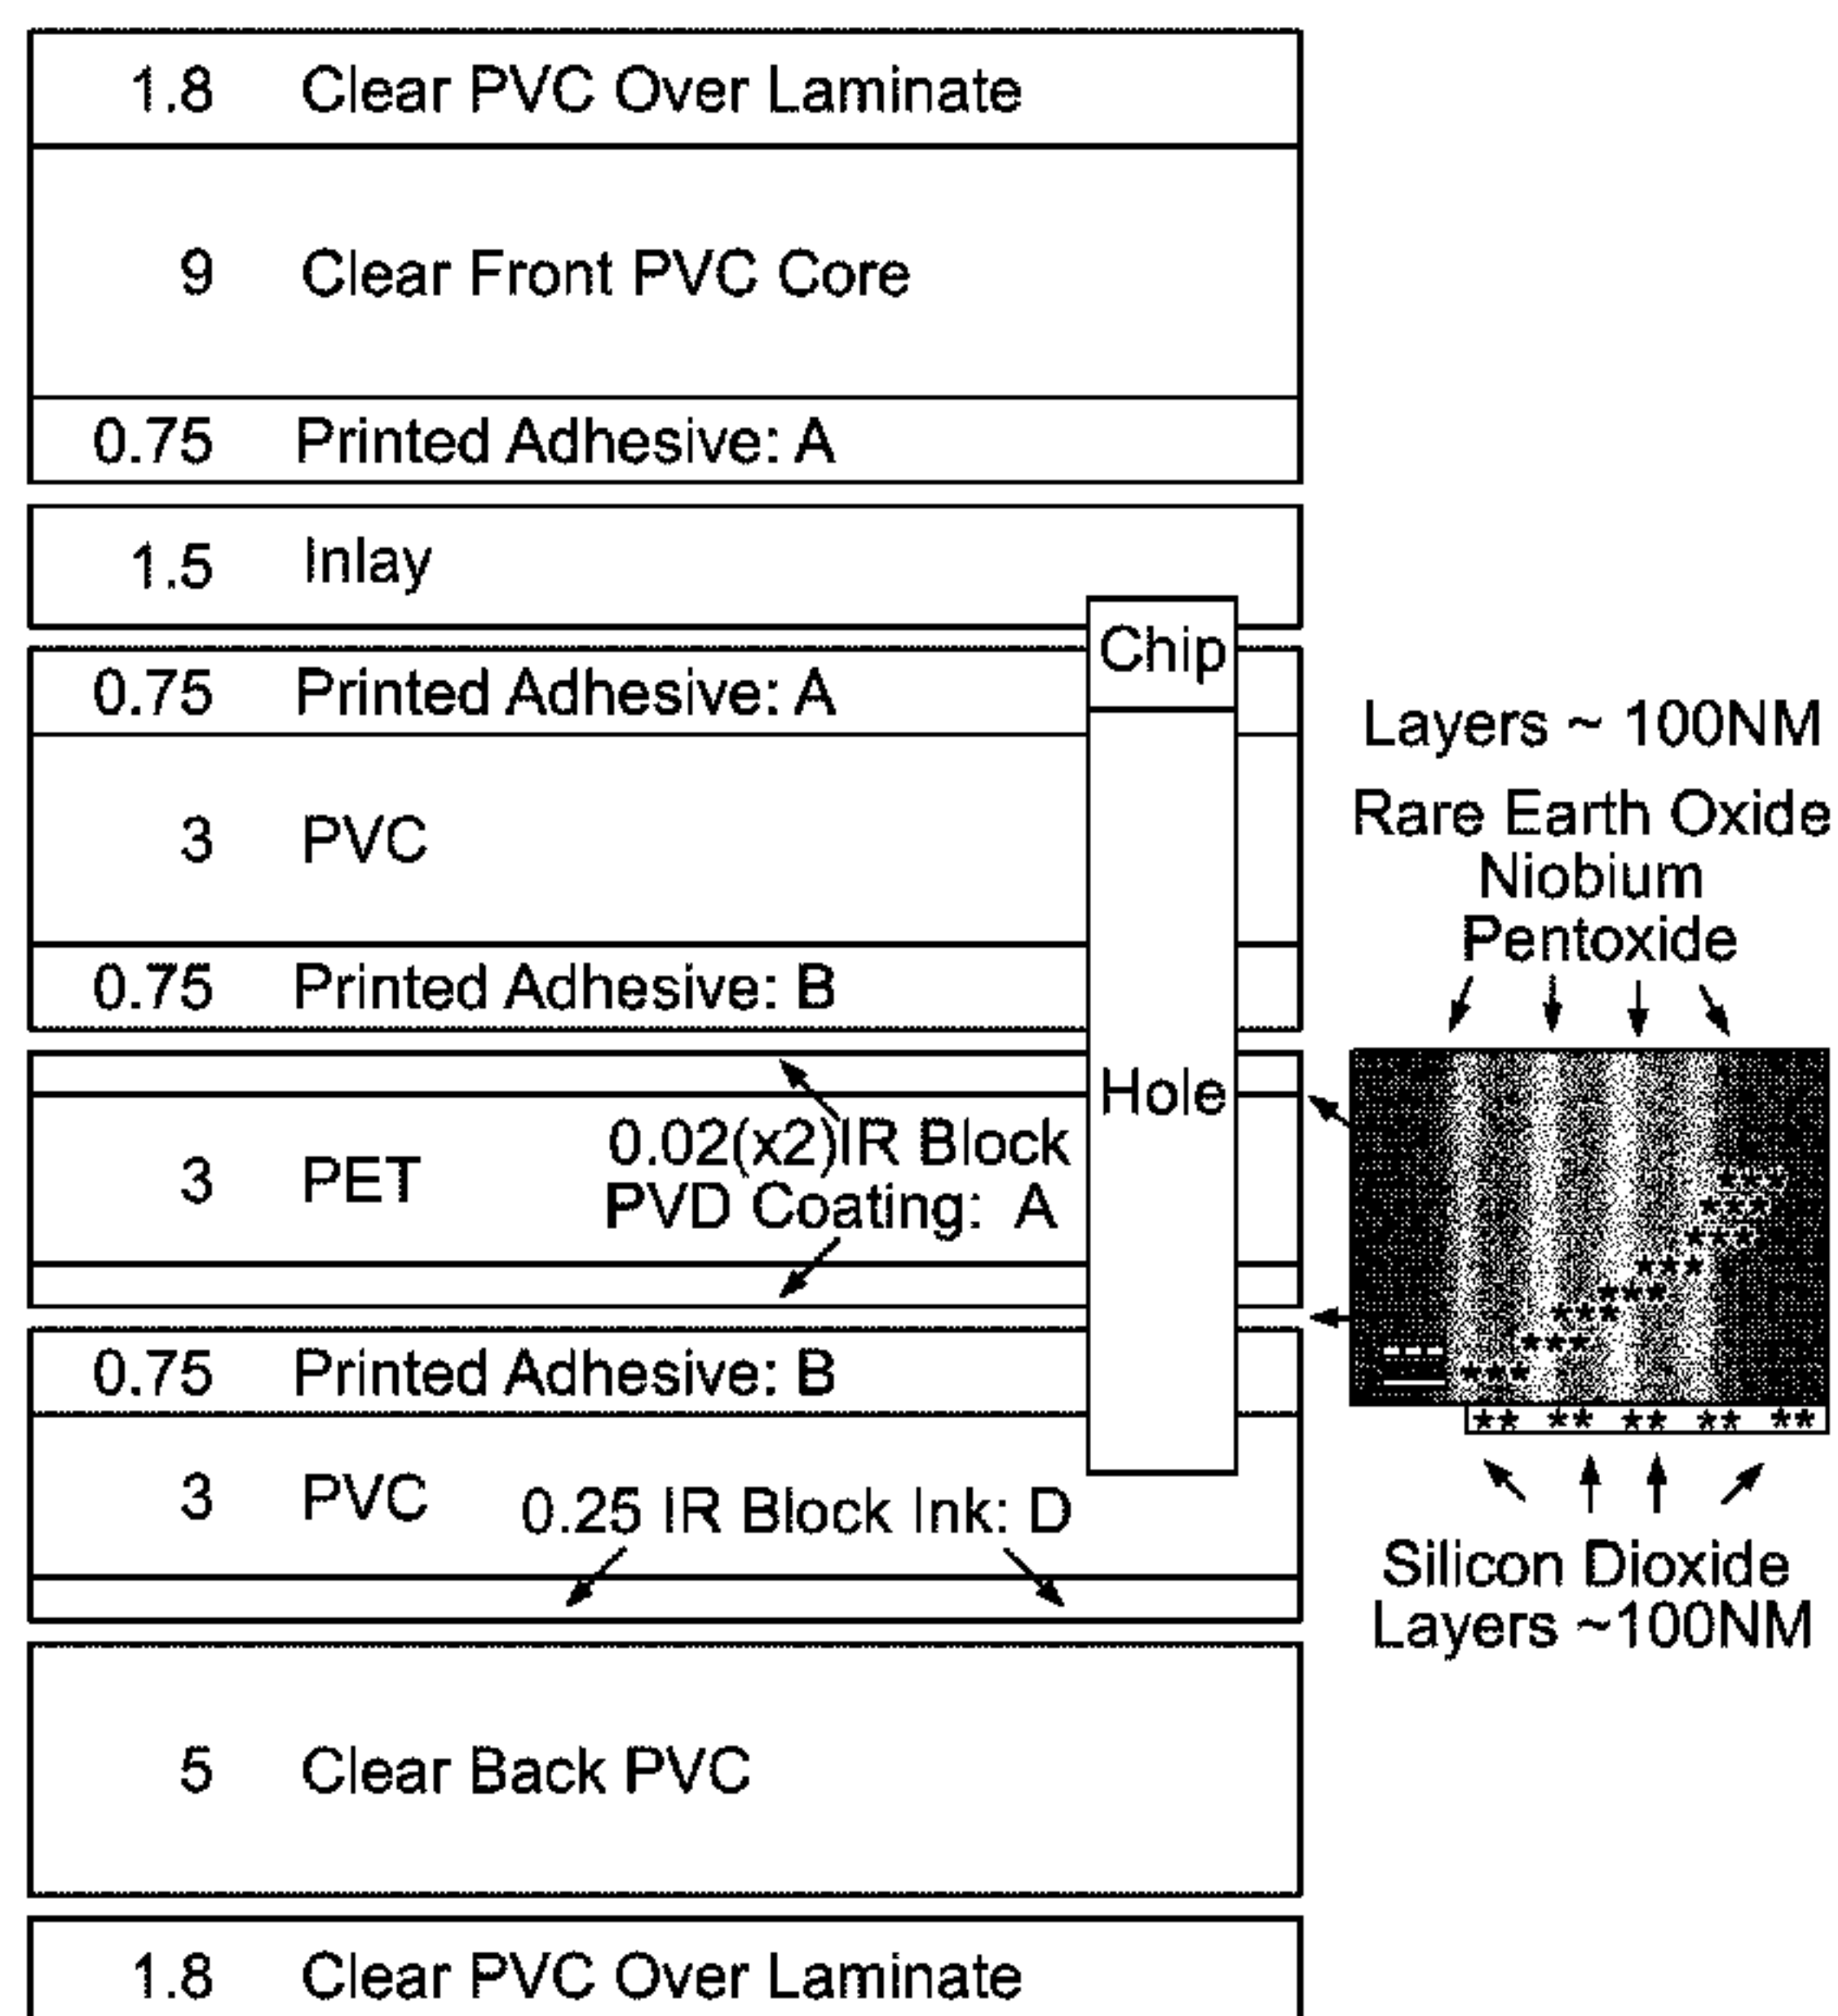 1.8 Clear PVC Over Laminate
9 Clear Front PVC Core
0.75 Printed Adhesive: A
1.5 Inlay
Chip
0.75 Printed Adhesive: A
3 PVC
0.75 Printed Adhesive: B
Hole
3 PET
0.02(x2)IR Block
PVD Coating: A
0.75 Printed Adhesive: B
3 PVC
0.25 IR Block Ink: D
5 Clear Back PVC
1.8 Clear PVC Over Laminate
Layers ~ 100NM
Rare Earth Oxide
Niobium
Pentoxide
***
***
***
***
***
***
***
***
** ** ** ** **
Silicon Dioxide
Layers ~100NM